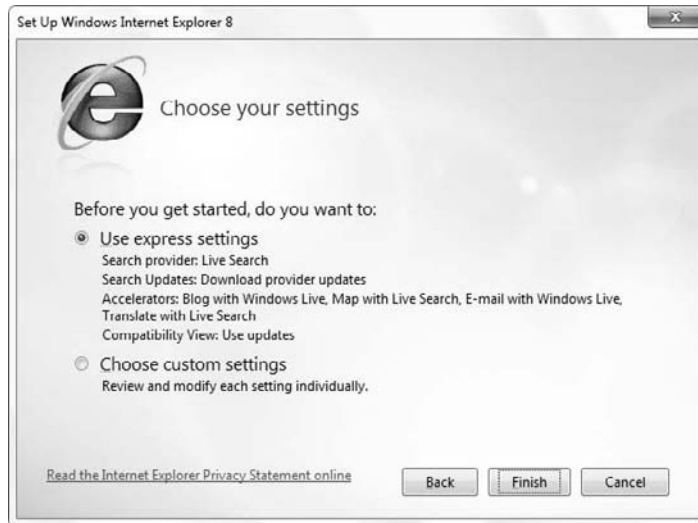 Set Up Windows Internet Explorer 8
Choose your settings
Before you get started, do you want to:
Use express settings
Search provider: Live Search
Search Updates: Download provider updates
Accelerators: Blog with Windows Live, Map with Live Search, E-mail with Windows Live,
Translate with Live Search
Compatibility View: Use updates
Choose custom settings
Review and modify each setting individually.
Read the Internet Explorer Privacy Statement online
Back
Finish
Cancel